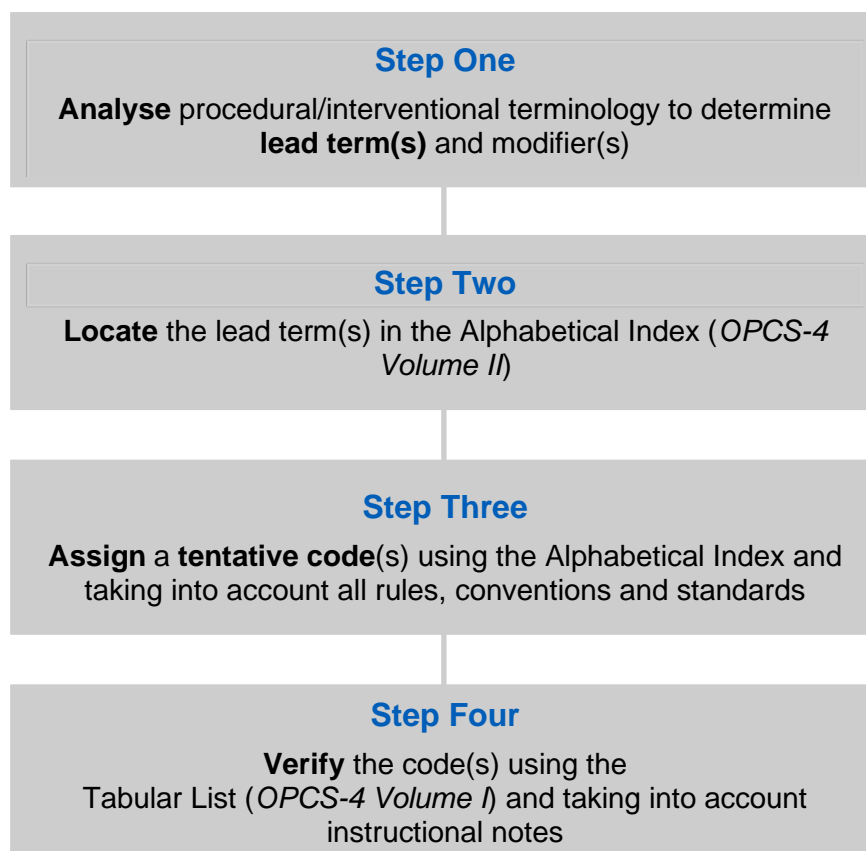 Step One
Analyse procedural/interventional terminology to determine
lead term(s) and modifier(s)
Step Two
Locate the lead term(s) in the Alphabetical Index (OPCS-4
Volume II)
Step Three
Assign a tentative code(s) using the Alphabetical Index and
taking into account all rules, conventions and standards
Step Four
Verify the code(s) using the
Tabular List (OPCS-4 Volume I) and taking into account
instructional notes